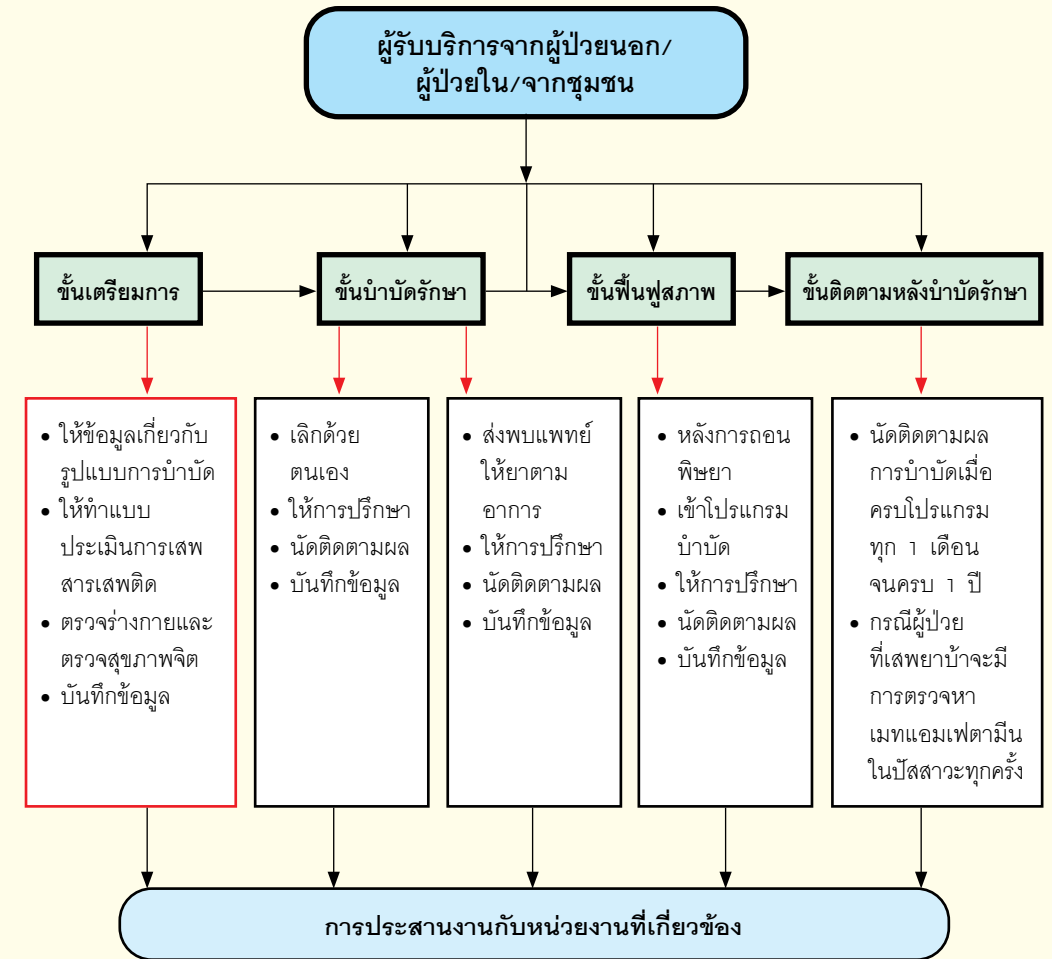 ผู้รับบริการจากผู้ป่วยนอก/
ผู้ป่วยใน/จากชุมชน
ขั้นเตรียมการ
ขั้นบำบัดรักษา
ขั้นฟื้นฟูสภาพ
ขั้นติดตามหลังบำบัดรักษา
• ให้ข้อมูลเกี่ยวกับ
รูปแบบการบำบัด
• ให้ทำแบบ
ประเมินการเสพ
สารเสพติด
• ตรวจร่างกายและ
ตรวจสุขภาพจิต
• บันทึกข้อมูล
• เลิกด้วย
ตนเอง
• ให้การปรึกษา
• นัดติดตามผล
• บันทึกข้อมูล
• ส่งพบแพทย์
ให้ยาตาม
อาการ
• ให้การปรึกษา
• นัดติดตามผล
• บันทึกข้อมูล
• หลังการถอน
พิษยา
• เข้าโปรแกรม
บำบัด
• ให้การปรึกษา
• นัดติดตามผล
• บันทึกข้อมูล
• นัดติดตามผล
การบำบัดเมื่อ
ครบโปรแกรม
ทุก 1 เดือน
จนครบ 1 ปี
• กรณีผู้ป่วย
ที่เสพยาบ้าจะมี
การตรวจหา
เมทแอมเฟตามีน
ในปัสสาวะทุกครั้ง
การประสานงานกับหน่วยงานที่เกี่ยวข้อง